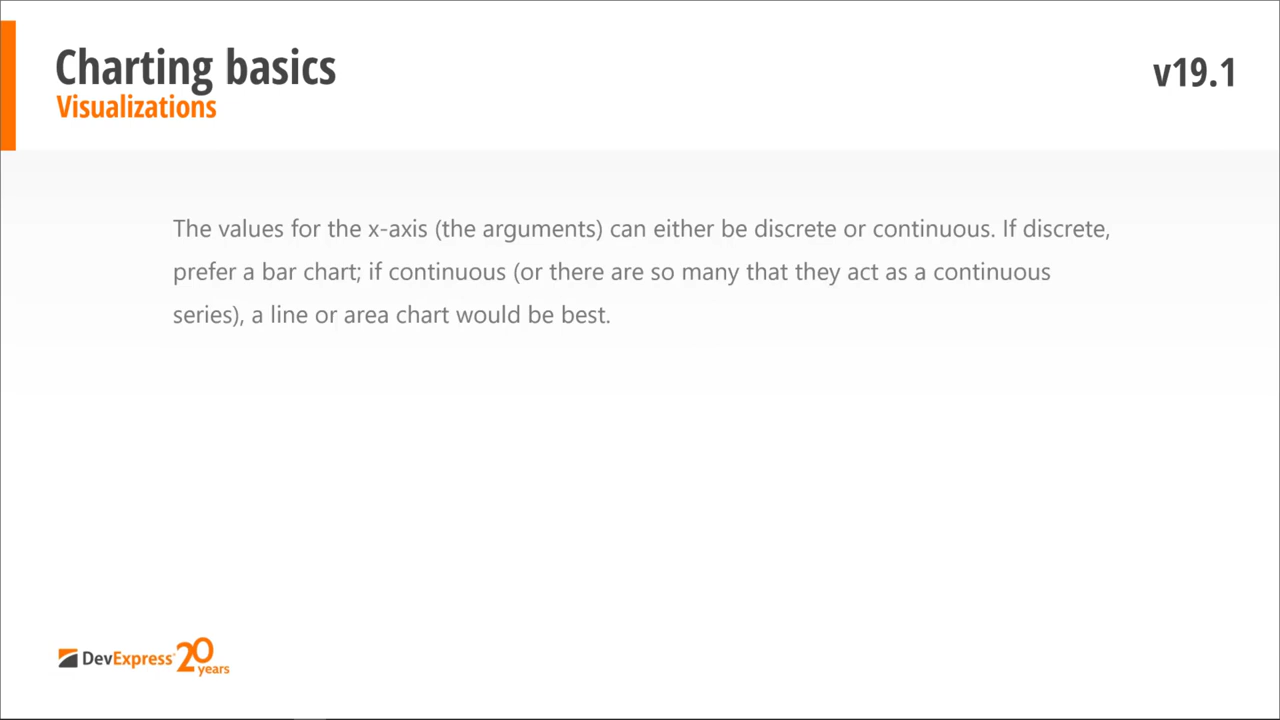 Charting basics
v19.1
Visualizations
The values for the x-axis (the arguments) can either be discrete or continuous. If discrete,
prefer a bar chart; if continuous (or there are so many that they act as a continuous
series), a line or area chart would be best.
DevExpress 20
years